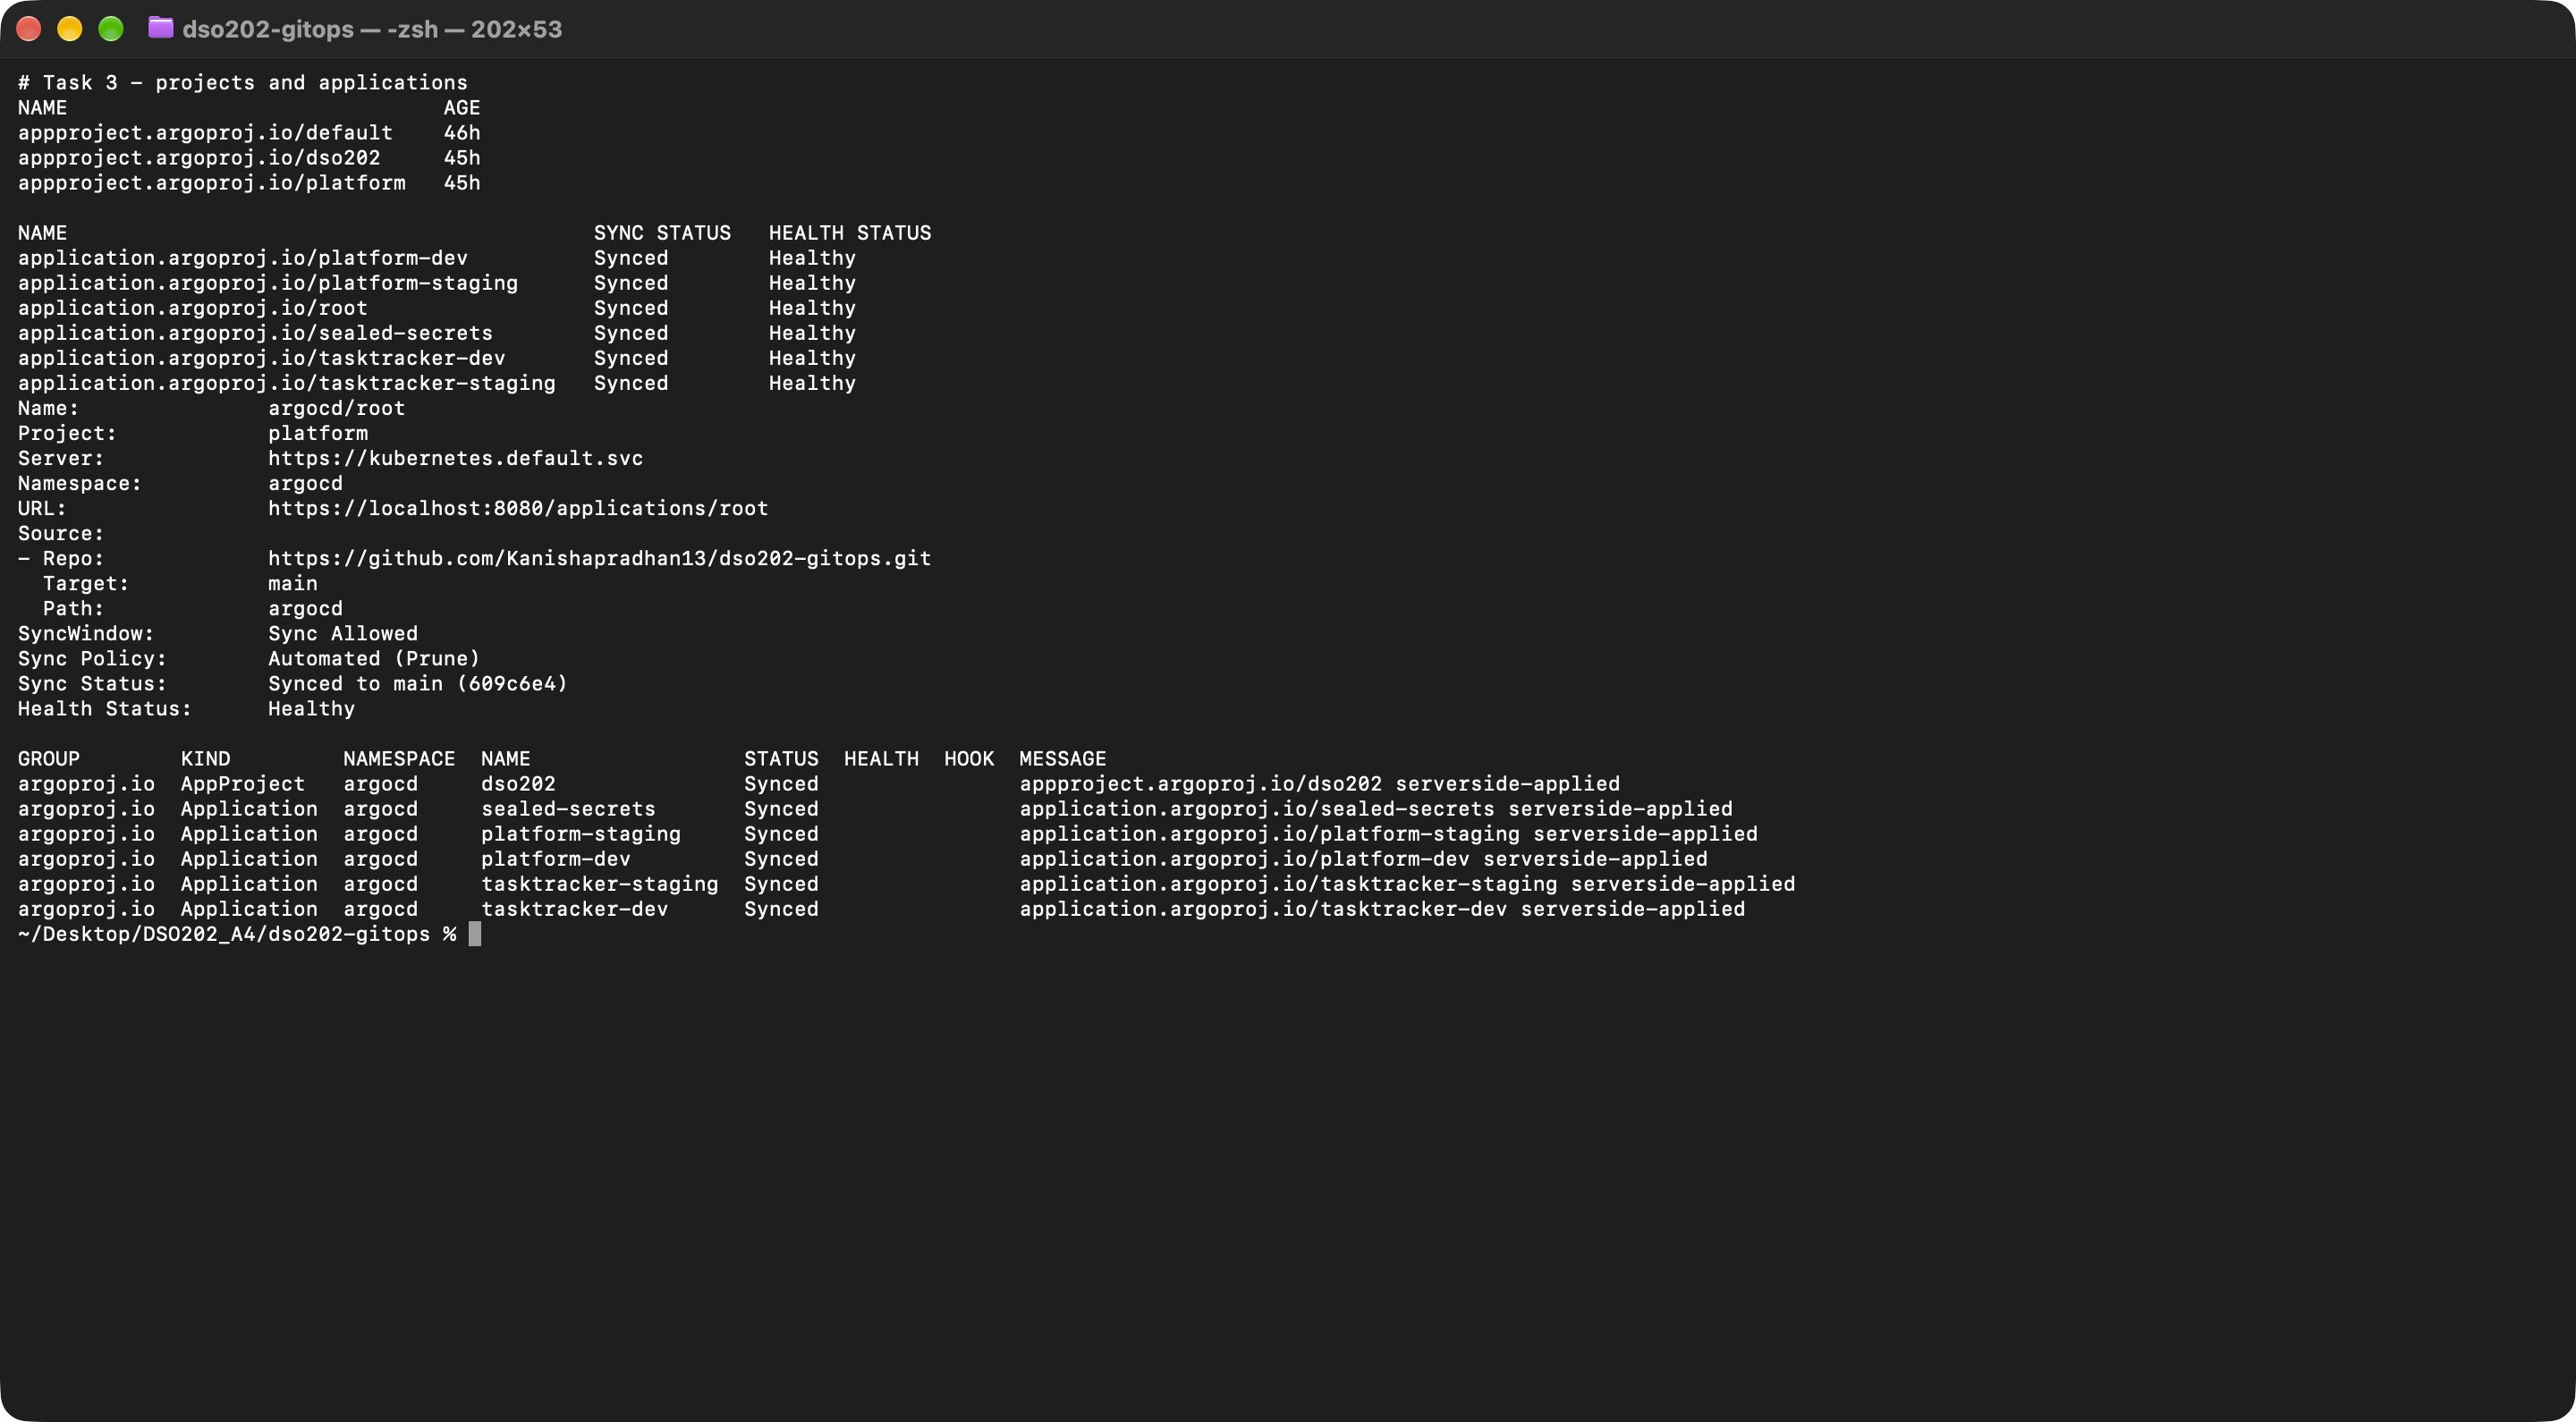 dso202-gitops — -zsh — 202×53
# Task 3 – projects and applications
NAME AGE
appproject.argoproj.io/default 46h
appproject.argoproj.io/dso202 45h
appproject.argoproj.io/platform 45h
NAME SYNC STATUS HEALTH STATUS
application.argoproj.io/platform-dev Synced Healthy
application.argoproj.io/platform-staging Synced Healthy
application.argoproj.io/root Synced Healthy
application.argoproj.io/sealed-secrets Synced Healthy
application.argoproj.io/tasktracker-dev Synced Healthy
application.argoproj.io/tasktracker-staging Synced Healthy
Name: argocd/root
Project: platform
Server: https://kubernetes.default.svc
Namespace: argocd
URL: https://localhost:8080/applications/root
Source:
- Repo: https://github.com/Kanishapradhan13/dso202-gitops.git
Target: main
Path: argocd
SyncWindow: Sync Allowed
Sync Policy: Automated (Prune)
Sync Status: Synced to main (609c6e4)
Health Status: Healthy
GROUP KIND NAMESPACE NAME STATUS HEALTH HOOK MESSAGE
argoproj.io AppProject argocd dso202 Synced appproject.argoproj.io/dso202 serverside-applied
argoproj.io Application argocd sealed-secrets Synced application.argoproj.io/sealed-secrets serverside-applied
argoproj.io Application argocd platform-staging Synced application.argoproj.io/platform-staging serverside-applied
argoproj.io Application argocd platform-dev Synced application.argoproj.io/platform-dev serverside-applied
argoproj.io Application argocd tasktracker-staging Synced application.argoproj.io/tasktracker-staging serverside-applied
argoproj.io Application argocd tasktracker-dev Synced application.argoproj.io/tasktracker-dev serverside-applied
~/Desktop/DSO202_A4/dso202-gitops %